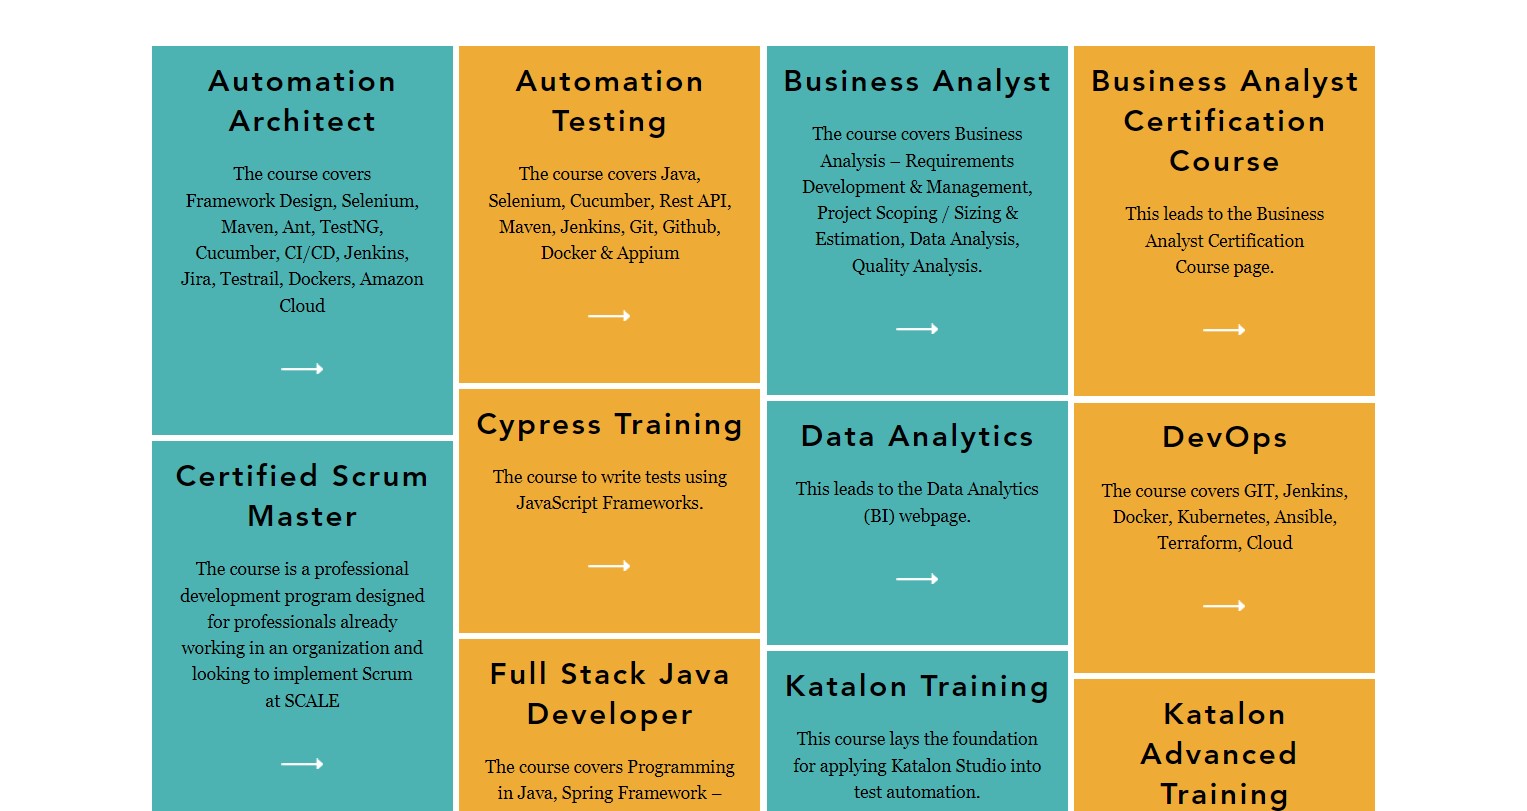 Automation
Architect
The course covers
Framework Design, Selenium,
Maven, Ant, TestNG,
Cucumber, CI/CD, Jenkins,
Jira, Testrail, Dockers, Amazon
Cloud
Certified Scrum
Master
The course is a professional
development program designed
for professionals already
working in an organization and
looking to implement Scrum
at SCALE
Automation
Testing
The course covers Java,
Selenium, Cucumber, Rest API,
Maven, Jenkins, Git, Github,
Docker & Appium
Cypress Training
The course to write tests using
JavaScript Frameworks.
Full Stack Java
Developer
The course covers Programming
in Java, Spring Framework –
Business Analyst
The course covers Business
Analysis – Requirements
Development & Management,
Project Scoping / Sizing &
Estimation, Data Analysis,
Quality Analysis.
Data Analytics
This leads to the Data Analytics
(BI) webpage.
Katalon Training
This course lays the foundation
for applying Katalon Studio into
test automation.
Business Analyst
Certification
Course
This leads to the Business
Analyst Certification
Course page.
DevOps
The course covers GIT, Jenkins,
Docker, Kubernetes, Ansible,
Terraform, Cloud
Katalon
Advanced
Training